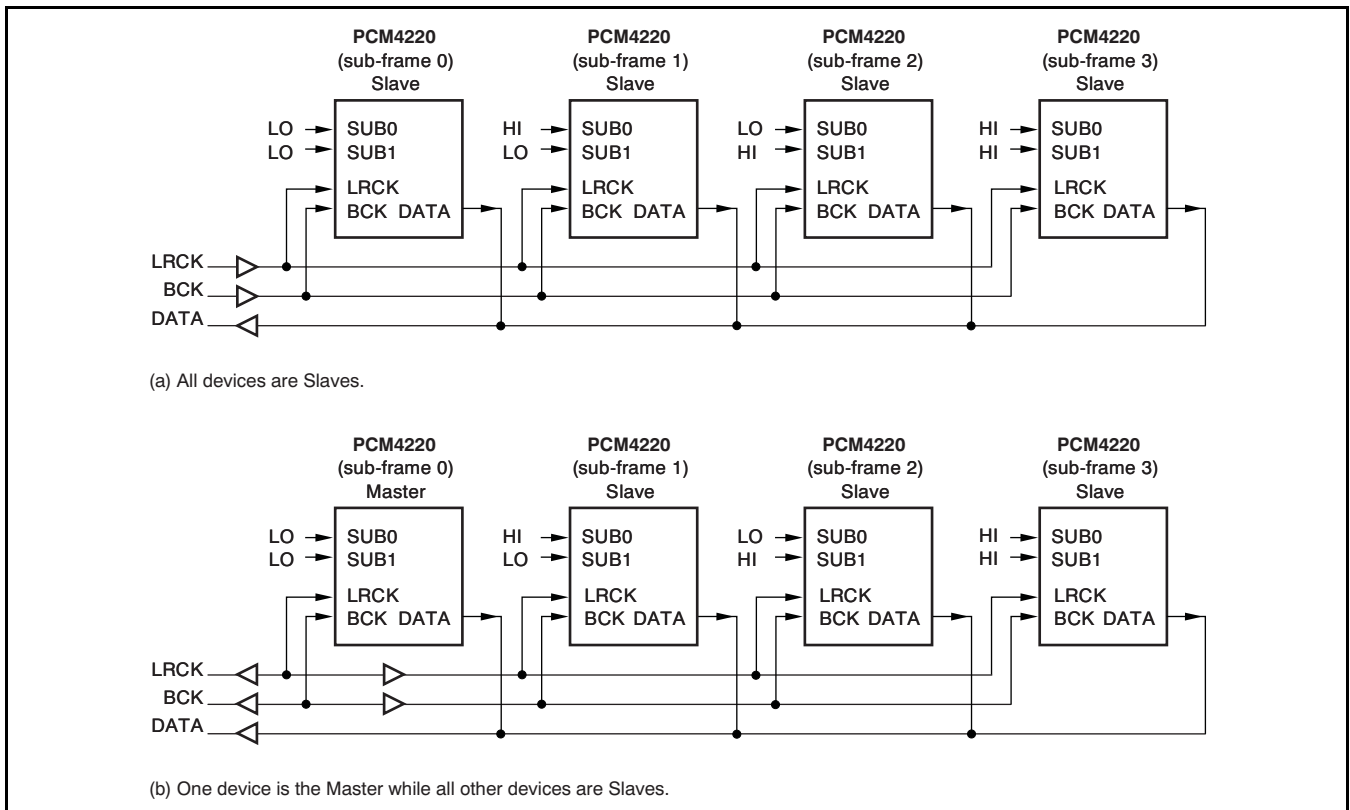 PCM4220 PCM4220 PCM4220 PCM4220
(sub-frame 0) (sub-frame 1) (sub-frame 2) (sub-frame 3)
Slave Slave Slave Slave
LO SUB0 HI SUB0 LO SUB0 HI SUB0
LO SUB1 LO SUB1 HI SUB1 HI SUB1
LRCK LRCK LRCK LRCK
BCK DATA BCK DATA BCK DATA BCK DATA
LRCK
BCK
DATA
(a) All devices are Slaves.
PCM4220 PCM4220 PCM4220 PCM4220
(sub-frame 0) (sub-frame 1) (sub-frame 2) (sub-frame 3)
Master Slave Slave Slave
LO SUB0 HI SUB0 LO SUB0 HI SUB0
LO SUB1 LO SUB1 HI SUB1 HI SUB1
LRCK LRCK LRCK LRCK
BCK DATA BCK DATA BCK DATA BCK DATA
LRCK
BCK
DATA
(b) One device is the Master while all other devices are Slaves.